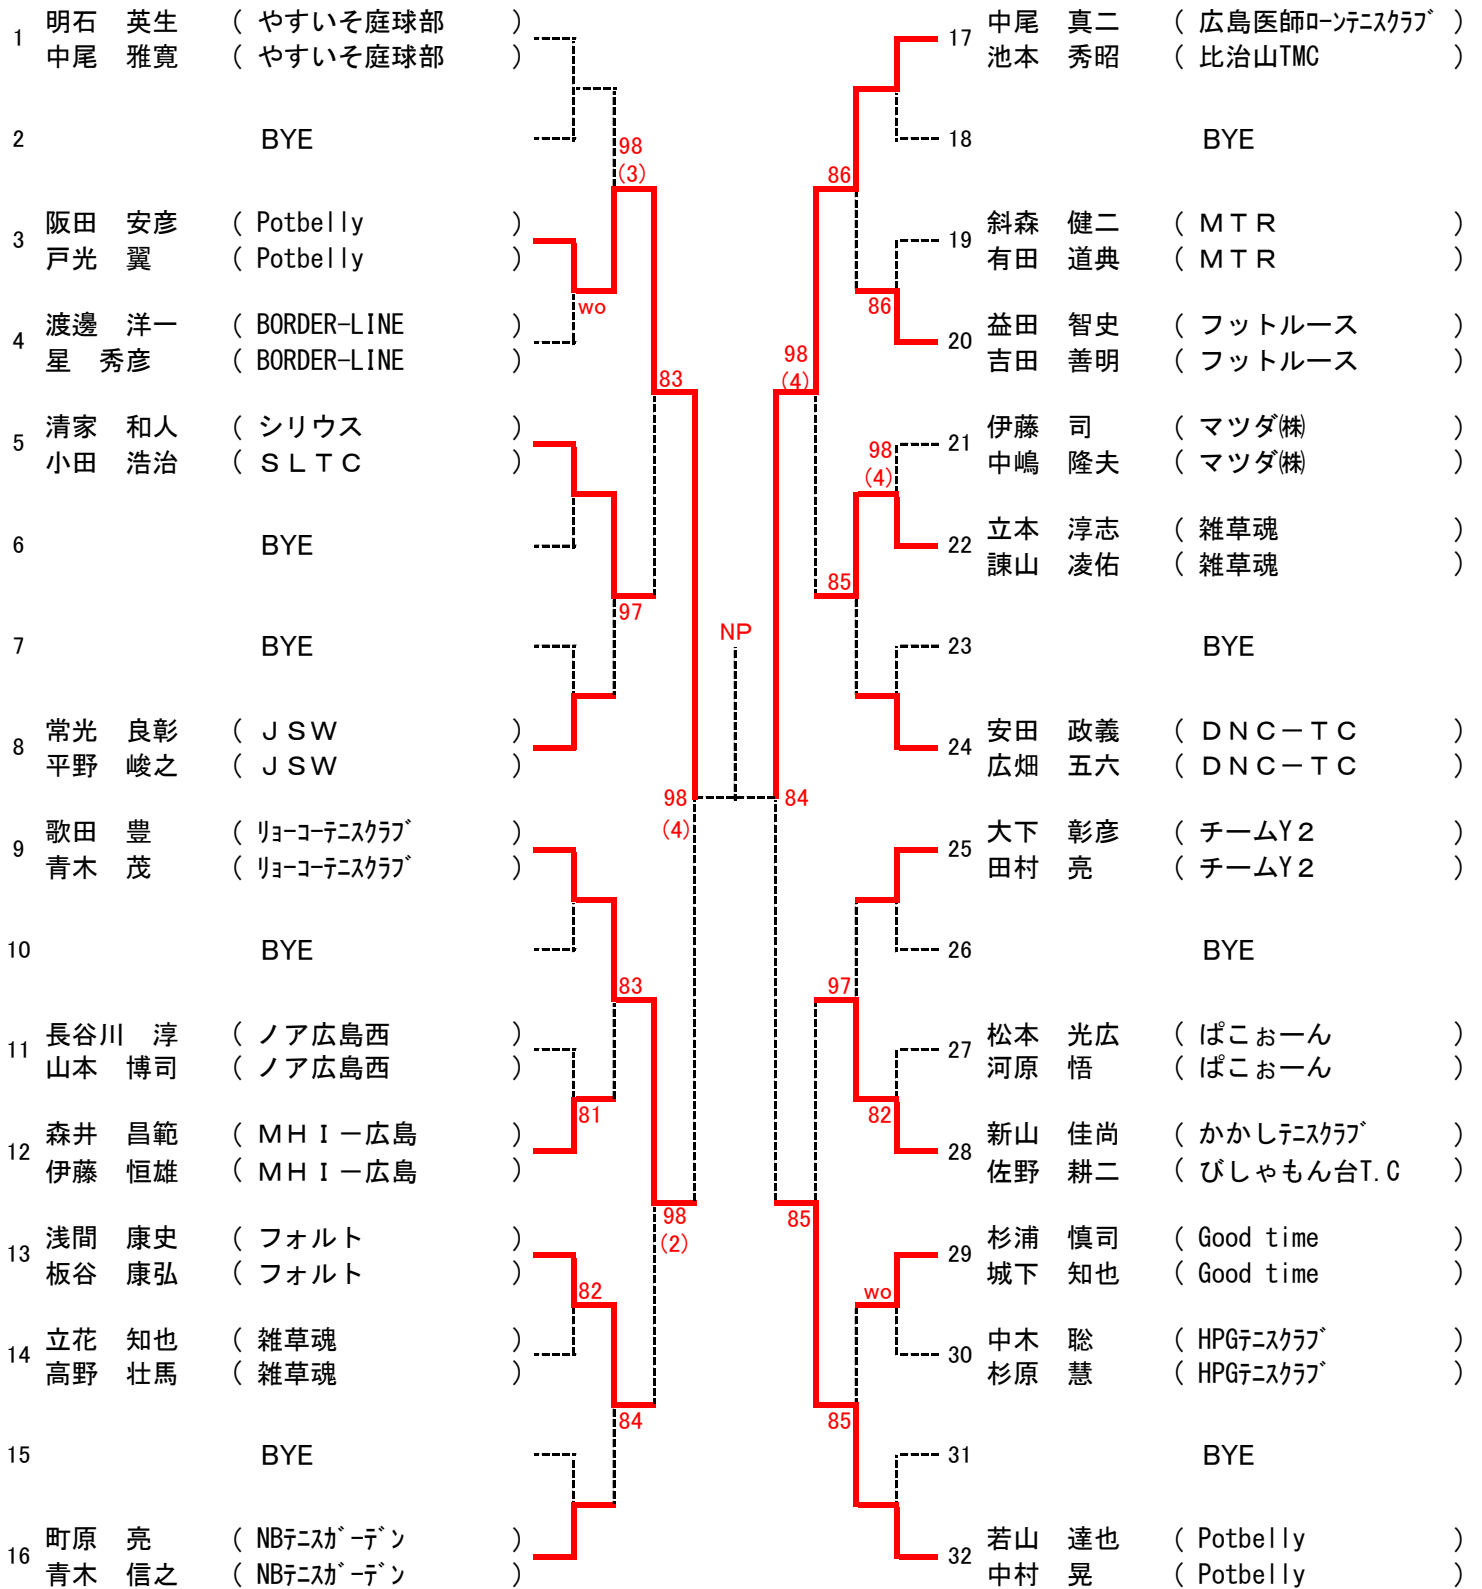 1 明石 英生 ( やすいそ庭球部 )
中尾 雅寛 ( やすいそ庭球部 )
2 BYE
98
(3)
3 阪田 安彦 ( Potbelly )
戸光 翼 ( Potbelly )
wo
4 渡邊 洋一 ( BORDER-LINE )
星 秀彦 ( BORDER-LINE )
83
5 清家 和人 ( シリウス )
小田 浩治 ( ＳＬＴＣ )
6 BYE
97
7 BYE
8 常光 良彰 ( ＪＳＷ )
平野 峻之 ( ＪＳＷ )
98
(4)
9 歌田 豊 ( ﾘｮｰｺｰﾃﾆｽｸﾗﾌﾞ )
青木 茂 ( ﾘｮｰｺｰﾃﾆｽｸﾗﾌﾞ )
10 BYE
83
11 長谷川 淳 ( ノア広島西 )
山本 博司 ( ノア広島西 )
81
12 森井 昌範 ( ＭＨＩ－広島 )
伊藤 恒雄 ( ＭＨＩ－広島 )
98
(2)
13 浅間 康史 ( フォルト )
板谷 康弘 ( フォルト )
82
14 立花 知也 ( 雑草魂 )
高野 壮馬 ( 雑草魂 )
84
15 BYE
16 町原 亮 ( NBﾃﾆｽｶﾞｰﾃﾞﾝ )
青木 信之 ( NBﾃﾆｽｶﾞｰﾃﾞﾝ )
NP
17 中尾 真二 ( 広島医師ﾛｰﾝﾃﾆｽｸﾗﾌﾞ )
池本 秀昭 ( 比治山TMC )
18 BYE
86
19 斜森 健二 ( ＭＴＲ )
有田 道典 ( ＭＴＲ )
86
20 益田 智史 ( フットルース )
吉田 善明 ( フットルース )
98
(4)
21 伊藤 司 ( マツダ㈱ )
中嶋 隆夫 ( マツダ㈱ )
98
(4)
22 立本 淳志 ( 雑草魂 )
諌山 凌佑 ( 雑草魂 )
85
23 BYE
24 安田 政義 ( ＤＮＣ－ＴＣ )
広畑 五六 ( ＤＮＣ－ＴＣ )
84
25 大下 彰彦 ( チームY２ )
田村 亮 ( チームY２ )
26 BYE
97
27 松本 光広 ( ぱこぉーん )
河原 悟 ( ぱこぉーん )
82
28 新山 佳尚 ( かかしﾃﾆｽｸﾗﾌﾞ )
佐野 耕二 ( びしゃもん台T.C )
85
29 杉浦 慎司 ( Good time )
城下 知也 ( Good time )
wo
30 中木 聡 ( HPGﾃﾆｽｸﾗﾌﾞ )
杉原 慧 ( HPGﾃﾆｽｸﾗﾌﾞ )
85
31 BYE
32 若山 達也 ( Potbelly )
中村 晃 ( Potbelly )